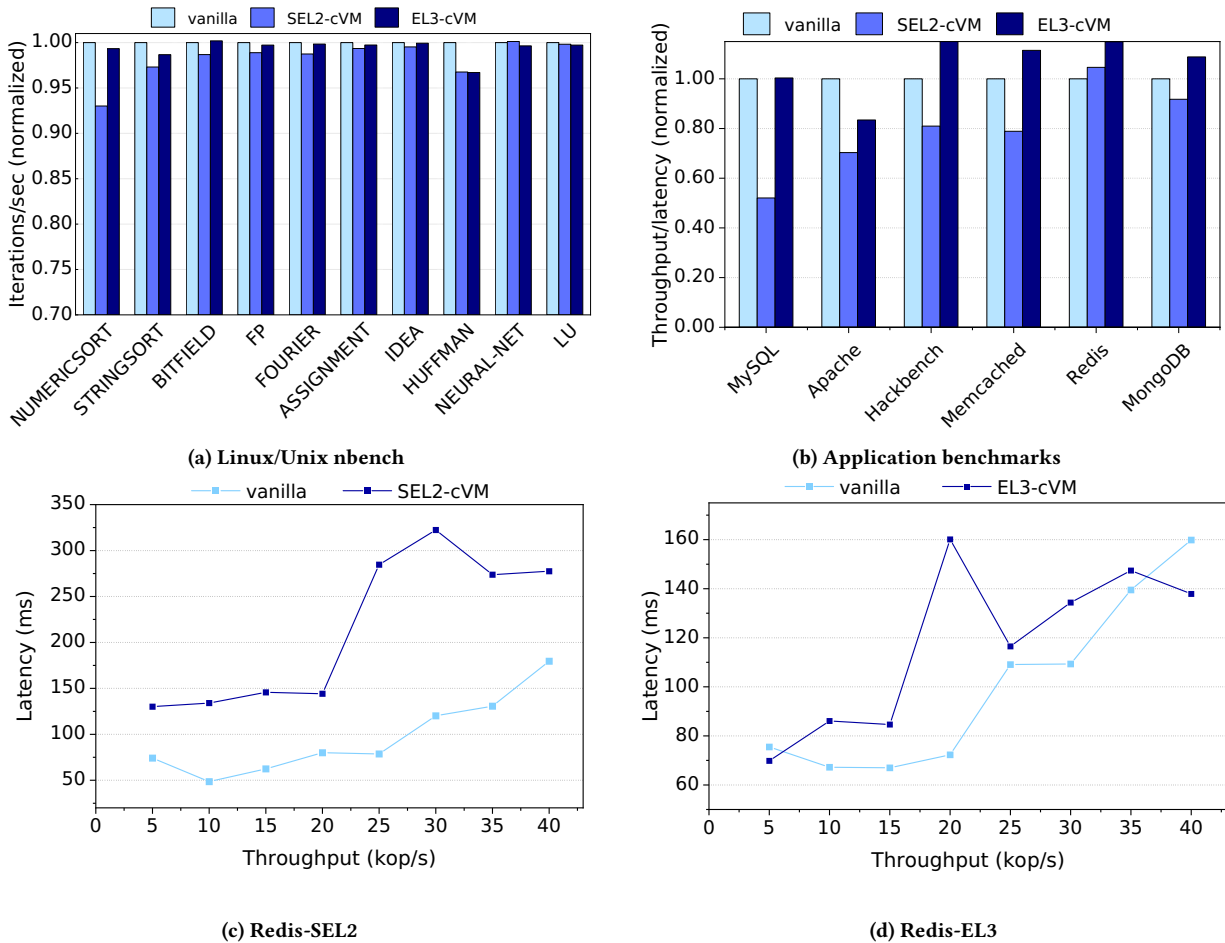 vanilla SEL2-cVM EL3-cVM
Iterations/sec (normalized)
1.00
0.95
0.90
0.85
0.80
0.75
0.70
NUMERICSORT
STRINGSORT
BITFIELD
FP
FOURIER
ASSIGNMENT
IDEA
HUFFMAN
NEURAL-NET
LU
(a) Linux/Unix nbench
vanilla SEL2-cVM EL3-cVM
Throughput/latency (normalized)
1.00
0.80
0.60
0.40
0.20
0.00
MySQL
Apache
Hackbench
Memcached
Redis
MongoDB
(b) Application benchmarks
vanilla SEL2-cVM
Latency (ms)
350
300
250
200
150
100
50
0 5 10 15 20 25 30 35 40
Throughput (kop/s)
(c) Redis-SEL2
vanilla EL3-cVM
Latency (ms)
160
140
120
100
80
60
0 5 10 15 20 25 30 35 40
Throughput (kop/s)
(d) Redis-EL3